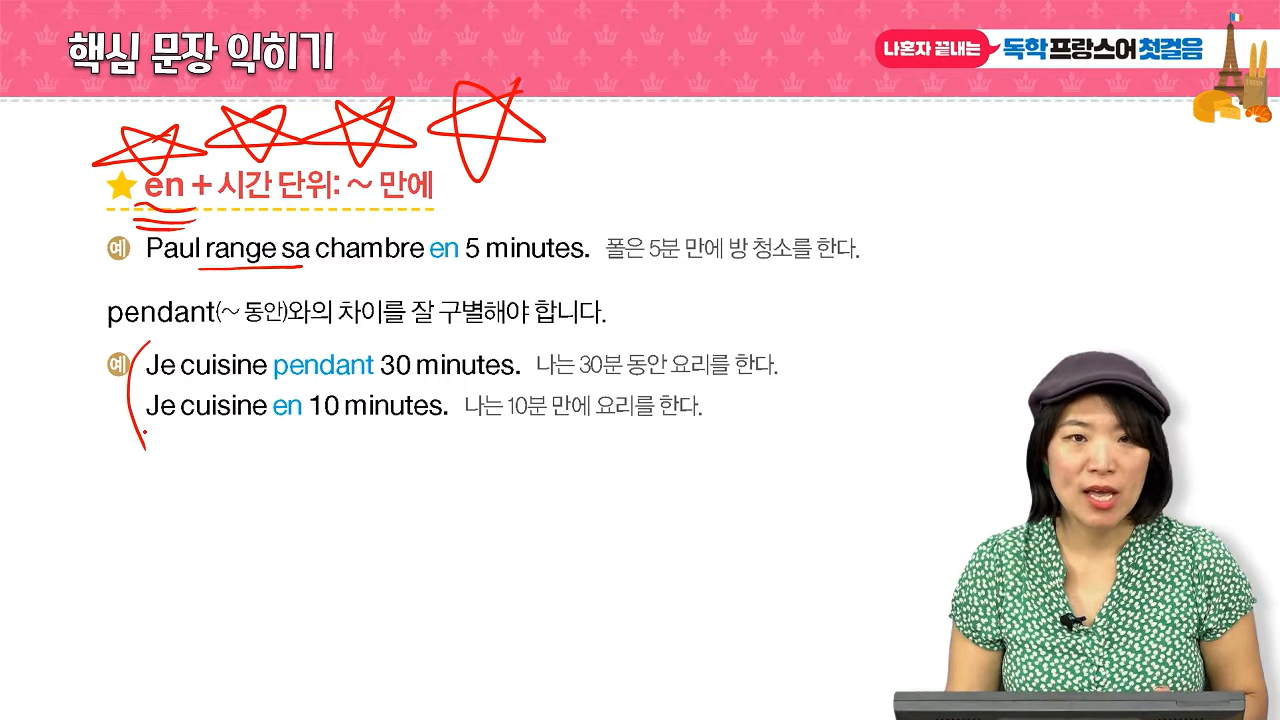 핵심 문장 익히기
나혼자 끝내는 독학 프랑스어 첫걸음
en + 시간 단위: ~ 만에
예 Paul range sa chambre en 5 minutes. 폴은 5분 만에 방 청소를 한다.
pendant(~ 동안)와의 차이를 잘 구별해야 합니다.
예 Je cuisine pendant 30 minutes. 나는 30분 동안 요리를 한다.
Je cuisine en 10 minutes. 나는 10분 만에 요리를 한다.